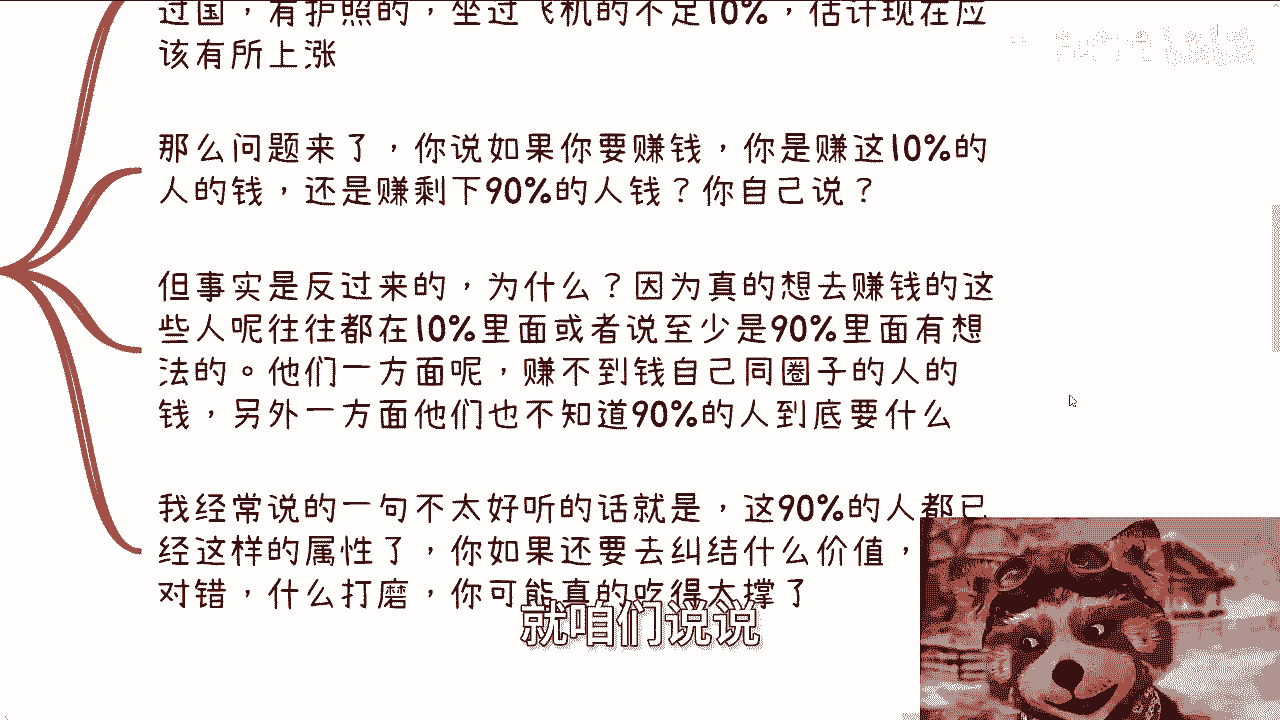 过国，有护照的，坐过飞机的不足10%，估计现在应
该有所上涨
那么问题来了，你说如果你要赚钱，你是赚这10%的
人的钱，还是赚剩下90%的人钱？你自己说？
但事实是反过来的，为什么？因为真的想去赚钱的这
些人呢往往都在10%里面或者说至少是90%里面有想
法的。他们一方面呢，赚不到钱自己同圈子的人的
钱，另外一方面他们也不知道90%的人到底要什么
我经常说的一句不太好听的话就是，这90%的人都已
经这样的属性了，你如果还要去纠结什么价值，
对错，什么打磨，你可能真的吃得太撑了
就咱们说说